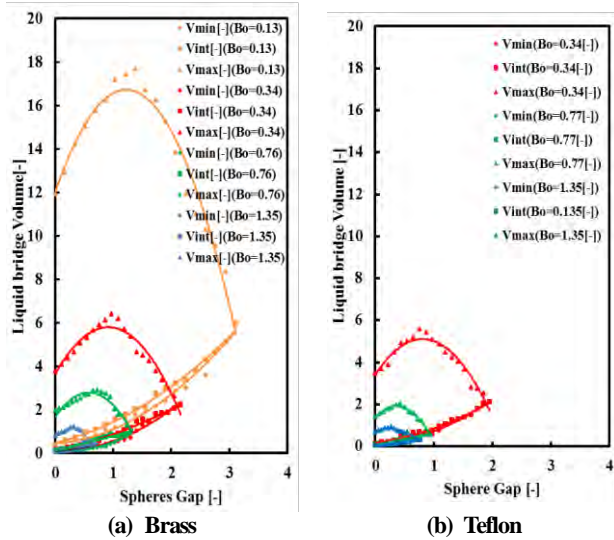 Liquid bridge Volume[-]
20
18
16
14
12
10
8
6
4
2
0
Vmin[-](Bo=0.13)
Vint[-](Bo=0.13)
Vmax[-](Bo=0.13)
Vmin[-](Bo=0.34)
Vint[-](Bo=0.34)
Vmax[-](Bo=0.34)
Vmin[-](Bo=0.76)
Vint[-](Bo=0.76)
Vmax[-](Bo=0.76)
Vmin[-](Bo=1.35)
Vint[-](Bo=1.35)
Vmax[-](Bo=1.35)
0 1 2 3 4
Spheres Gap [-]
(a) Brass
Liquid bridge Volume [-]
20
18
16
14
12
10
8
6
4
2
0
Vmin(Bo=0.34[-])
Vint(Bo=0.34[-])
Vmax(Bo=0.34[-])
Vmin(Bo=0.77[-])
Vint(Bo=0.77[-])
Vmax(Bo=0.77[-])
Vmin(Bo=1.35[-])
Vint(Bo=0.135[-])
Vmax(Bo=1.35[-])
0 1 2 3 4
Sphere Gap [-]
(b) Teflon